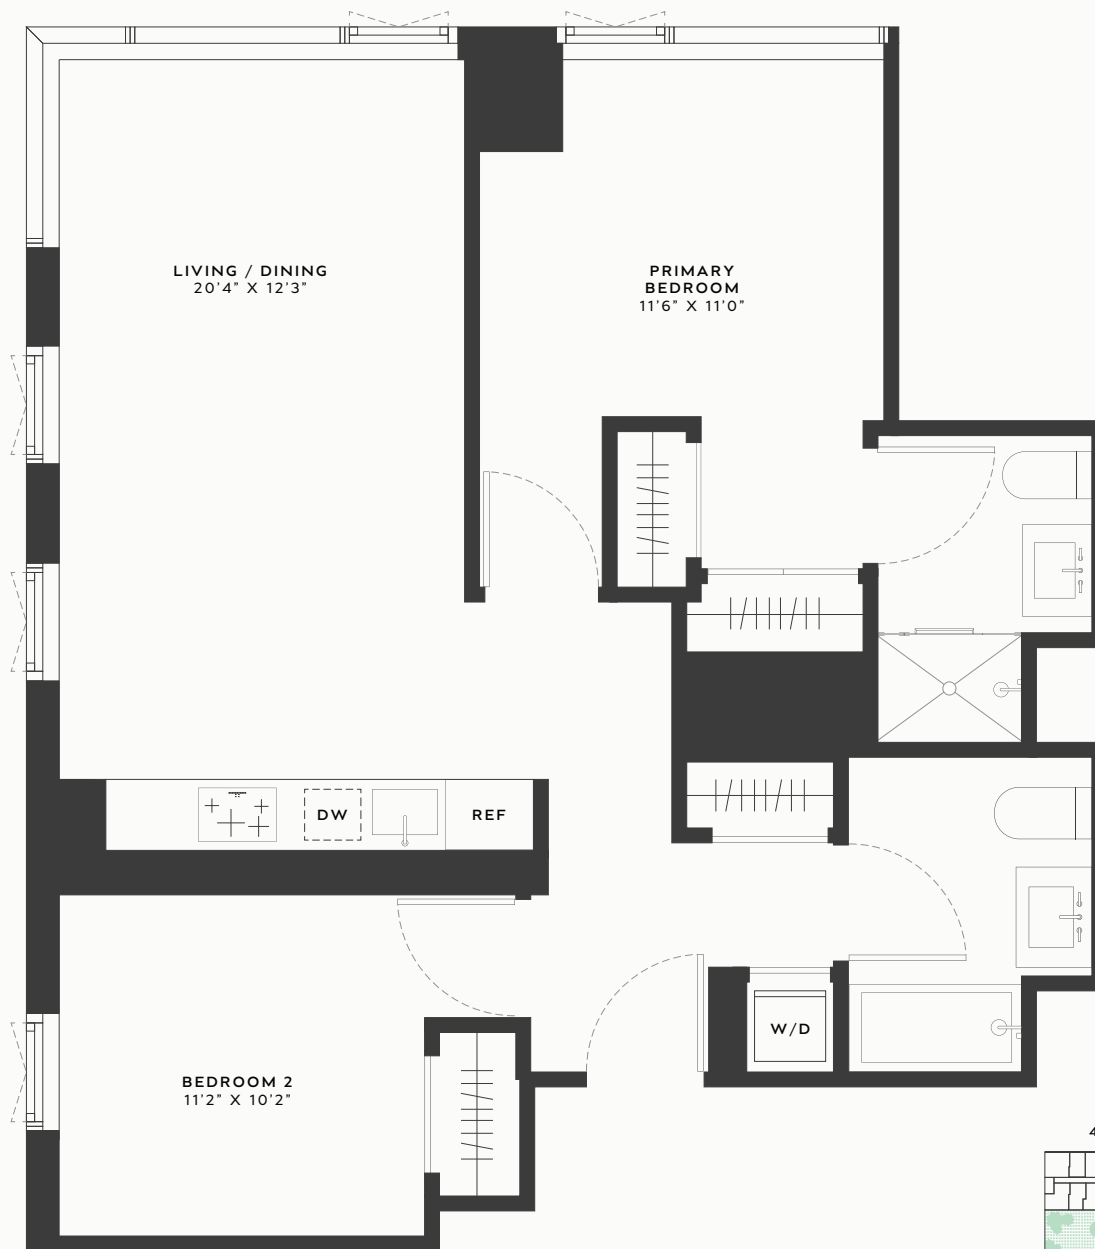 LIVING / DINING
20'4" X 12'3"
PRIMARY
BEDROOM
11'6" X 11'0"
DW
REF
W/D
BEDROOM 2
11'2" X 10'2"